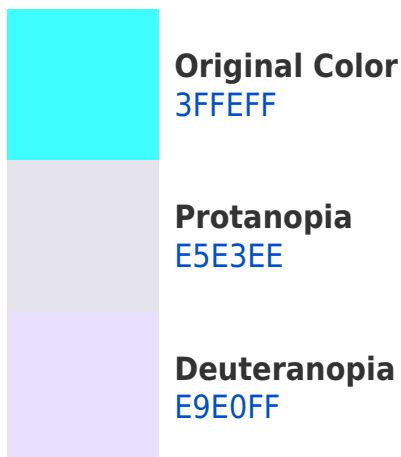 Original Color
3FFEFF
Protanopia
E5E3EE
Deuteranopia
E9E0FF